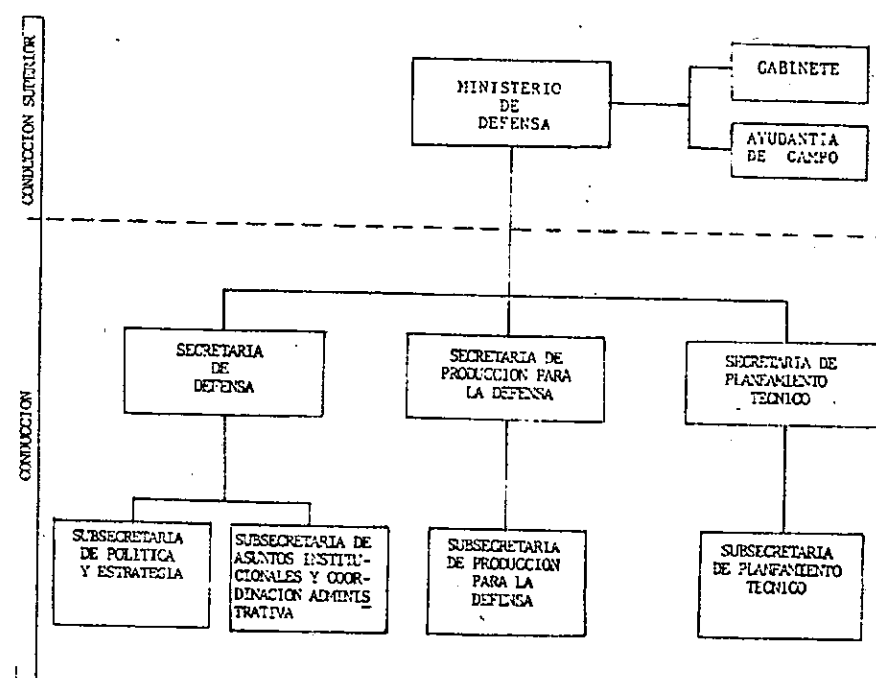 CONDUCCION SUPERIOR
MINISTERIO
DE
DEFENSA
GABINETE
AYUDANTIA
DE CAMPO
CONDUCCION
SECRETARIA
DE
DEFENSA
SECRETARIA DE
PRODUCCION PARA
LA DEFENSA
SECRETARIA DE
PLANEAMIENTO
TECNICO
SUBSECRETARIA
DE POLITICA
Y ESTRATEGIA
SUBSECRETARIA DE
ASUNTOS INSTITU-
CIONALES Y COOR-
DINACION ADMINIS
TRATIVA
SUBSECRETARIA
DE PRODUCCION
PARA LA
DEFENSA
SUBSECRETARIA
DE PLANEAMIENTO
TECNICO